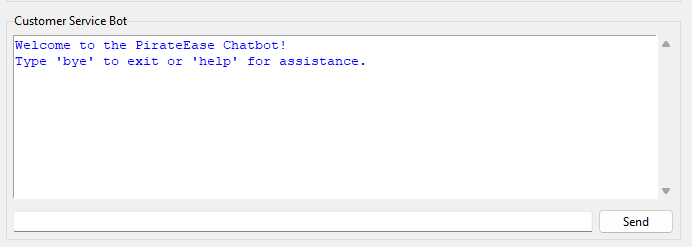 Customer Service Bot
Welcome to the PirateEase Chatbot!
Type 'bye' to exit or 'help' for assistance.
Send